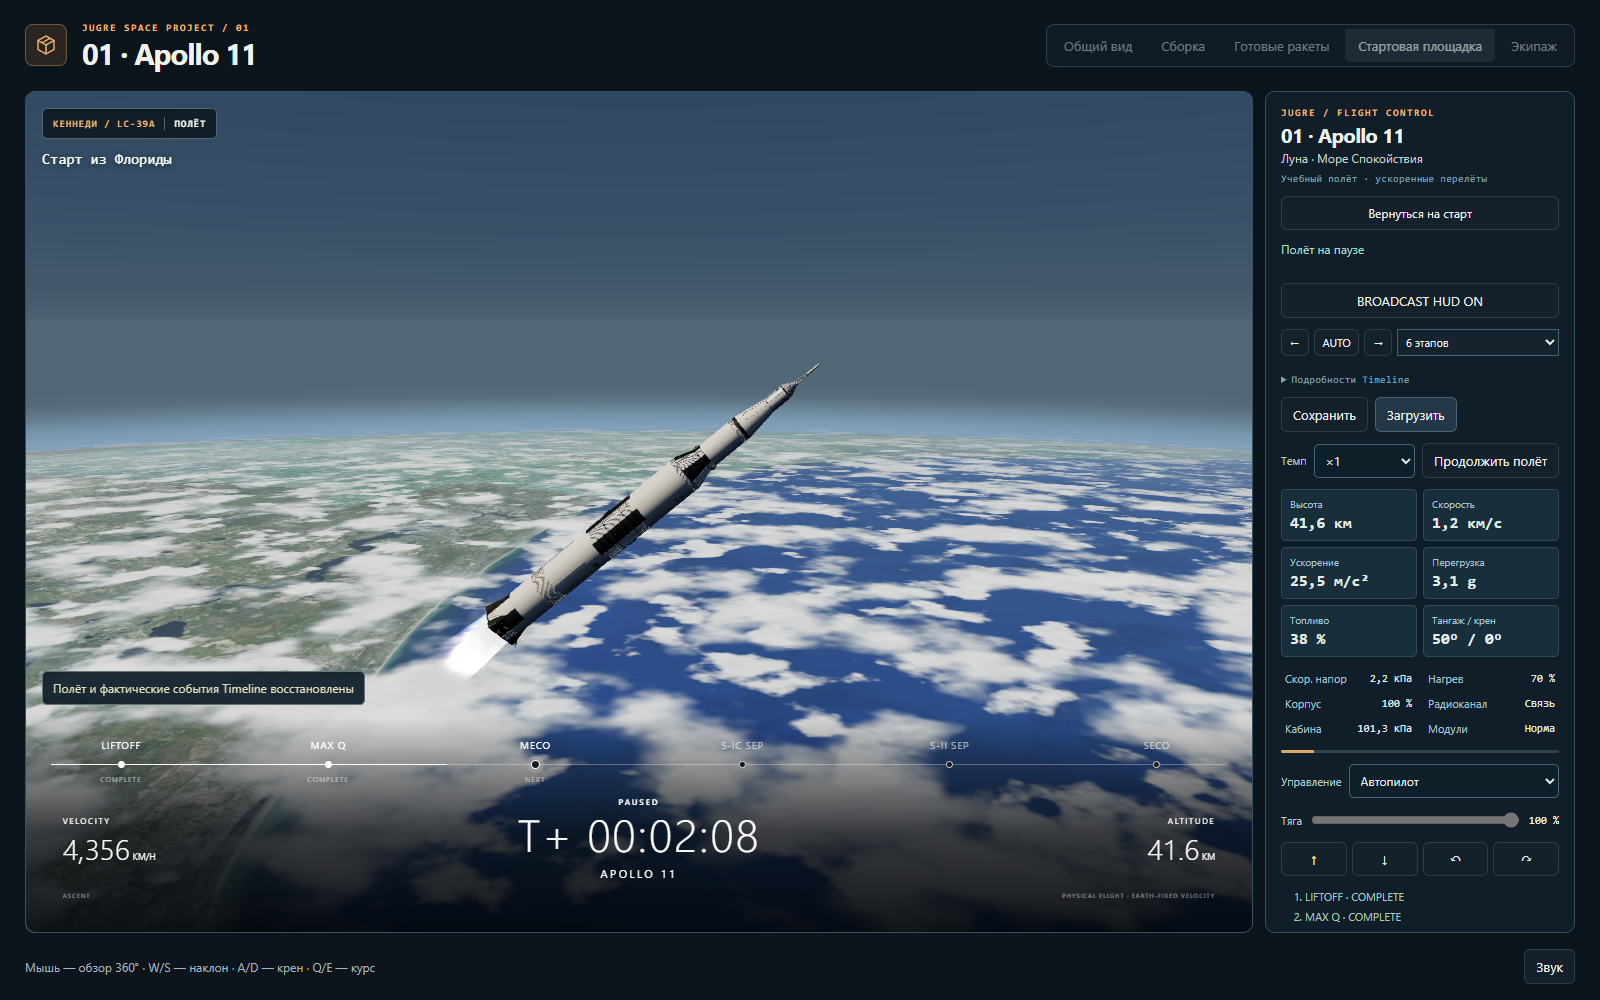 JUGRE SPACE PROJECT / 01
01 · Apollo 11
Общий вид
Сборка
Готовые ракеты
Стартовая площадка
Экипаж
КЕННЕДИ / LC-39A | ПОЛЁТ
Старт из Флориды
Полёт и фактические события Timeline восстановлены
LIFTOFF
MAX Q
MECO
S-IC SEP
S-II SEP
SECO
COMPLETE
COMPLETE
NEXT
PAUSED
VELOCITY
T+ 00:02:08
ALTITUDE
4,356 КМ/Н
41.6 КМ
APOLLO 11
ASCENT
PHYSICAL FLIGHT · EARTH-FIXED VELOCITY
JUGRE / FLIGHT CONTROL
01 · Apollo 11
Луна · Море Спокойствия
Учебный полёт · ускоренные перелёты
Вернуться на старт
Полёт на паузе
BROADCAST HUD ON
← AUTO → 6 этапов
▶ Подробности Timeline
Сохранить Загрузить
Темп ×1 Продолжить полёт
Высота
41,6 км
Скорость
1,2 км/с
Ускорение
25,5 м/с²
Перегрузка
3,1 g
Топливо
38 %
Тангаж / крен
50° / 0°
Скор. напор 2,2 кПа Нагрев 70 %
Корпус 100 % Радиоканал Связь
Кабина 101,3 кПа Модули Норма
Управление Автопилот
Тяга 100 %
↑ ↓ ↶ ↷
1. LIFTOFF · COMPLETE
2. MAX Q · COMPLETE
Мышь — обзор 360° · W/S — наклон · A/D — крен · Q/E — курс
Звук